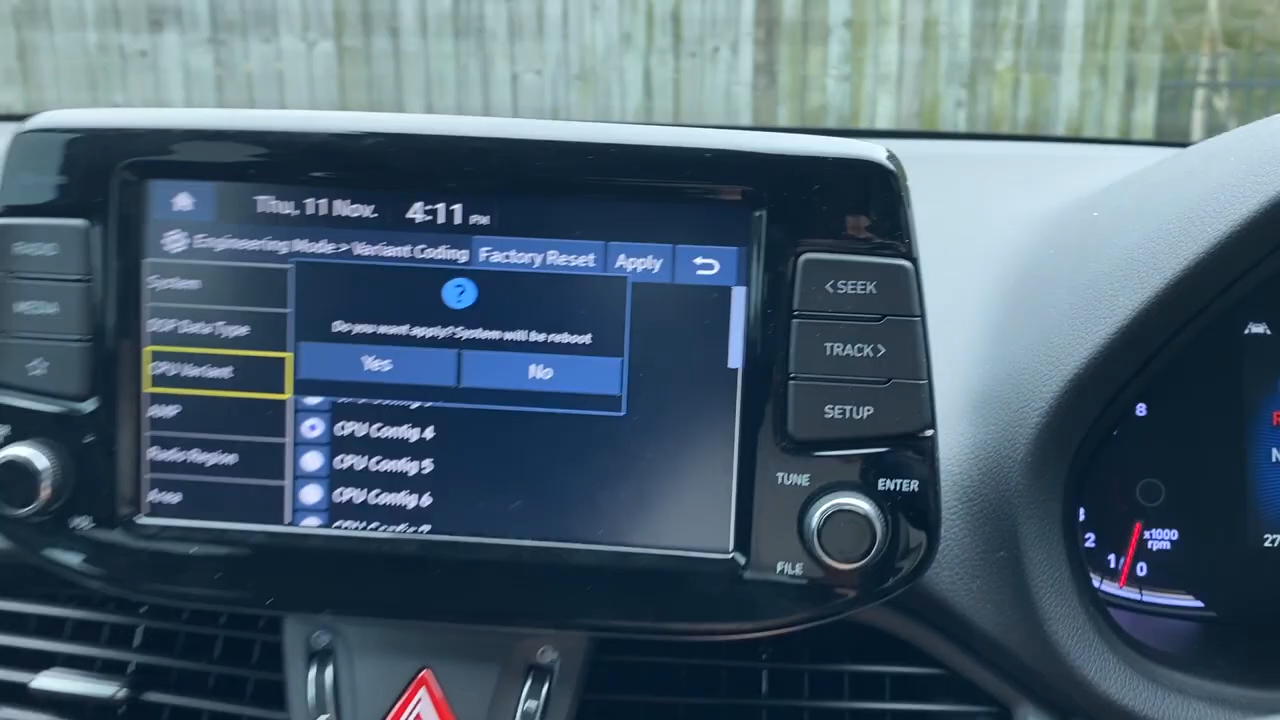 Thu, 11 Nov. 4:11 PM
Engineering Mode > Variant Coding Factory Reset Apply
System
DSP Data Type
CPU Variant
AMP
Radio Region
Area
?
Do you want apply? System will be reboot
Yes No
CPU Config 4
CPU Config 5
CPU Config 6
RADIO
MEDIA
< SEEK
TRACK >
SETUP
TUNE
ENTER
FILE
VOL
8
2
1
0
x1000
rpm
N
27